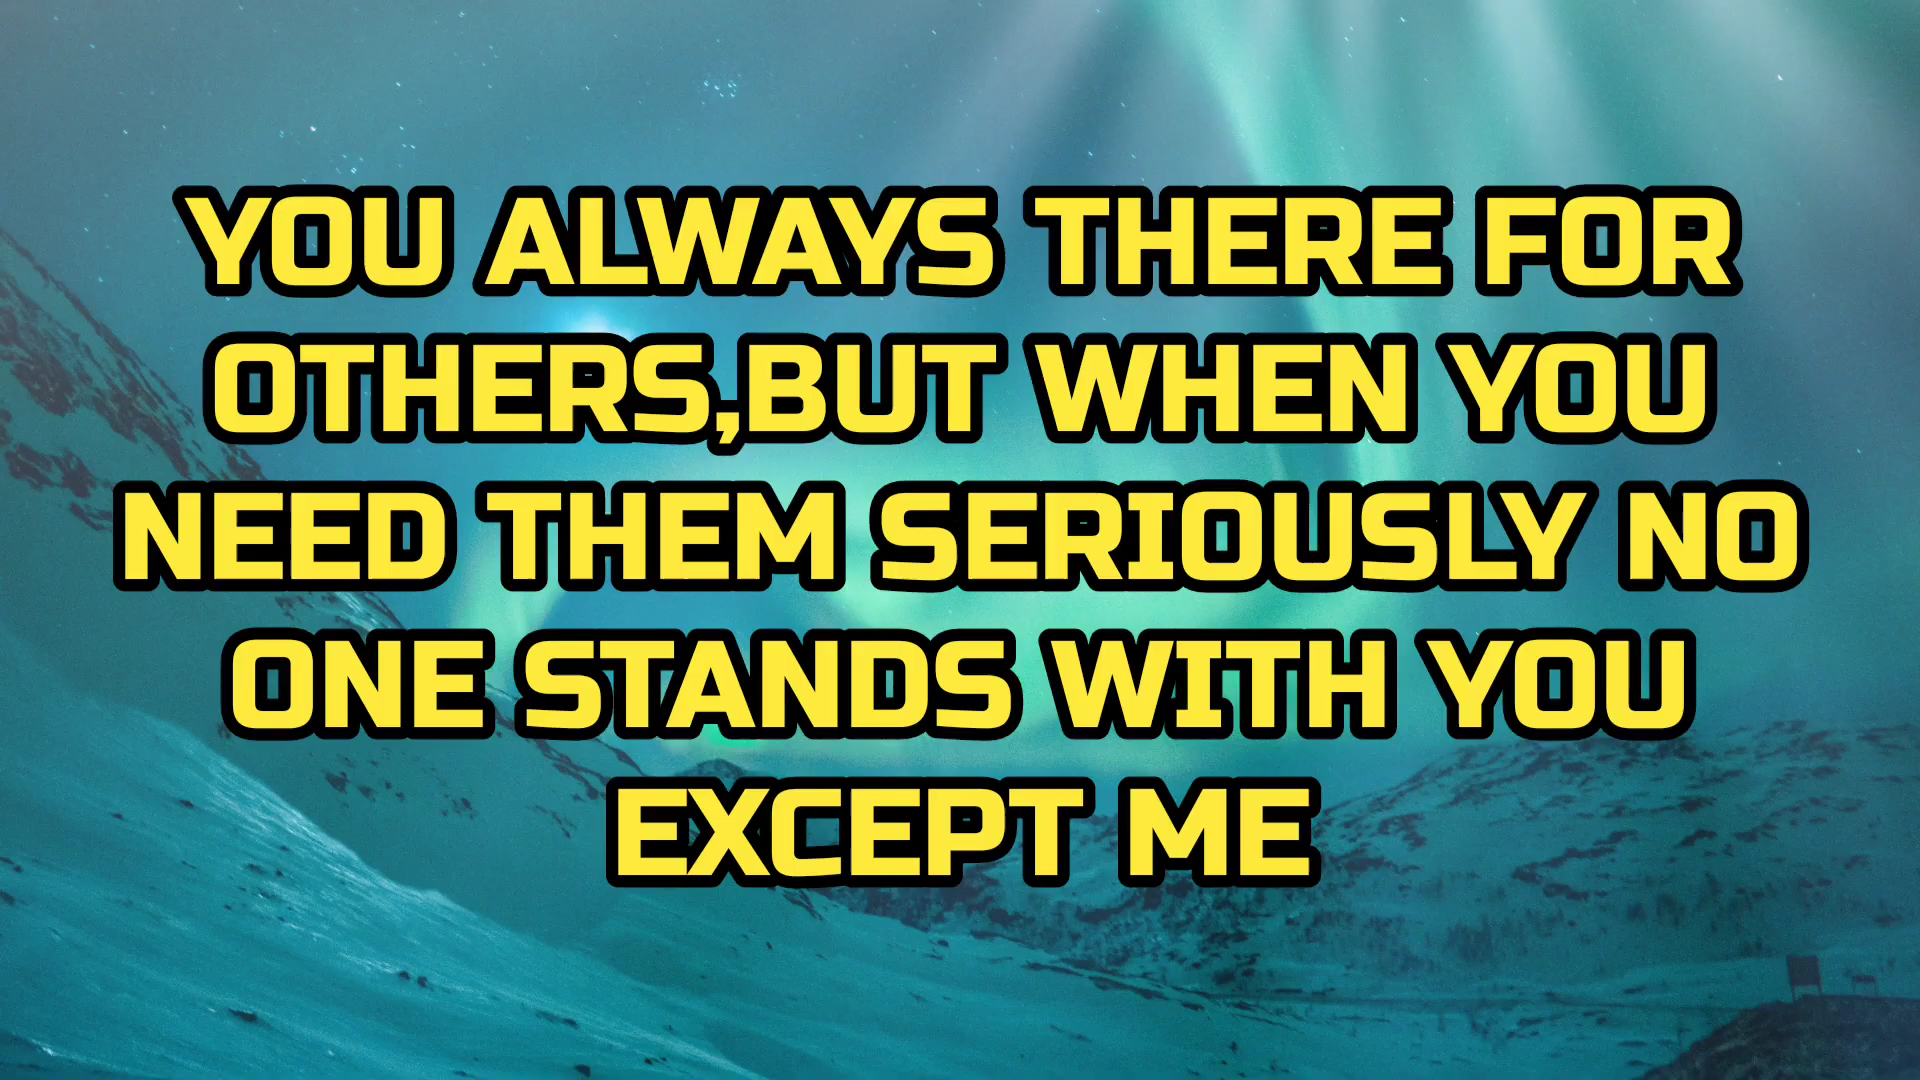 YOU ALWAYS THERE FOR
OTHERS,BUT WHEN YOU
NEED THEM SERIOUSLY NO
ONE STANDS WITH YOU
EXCEPT ME